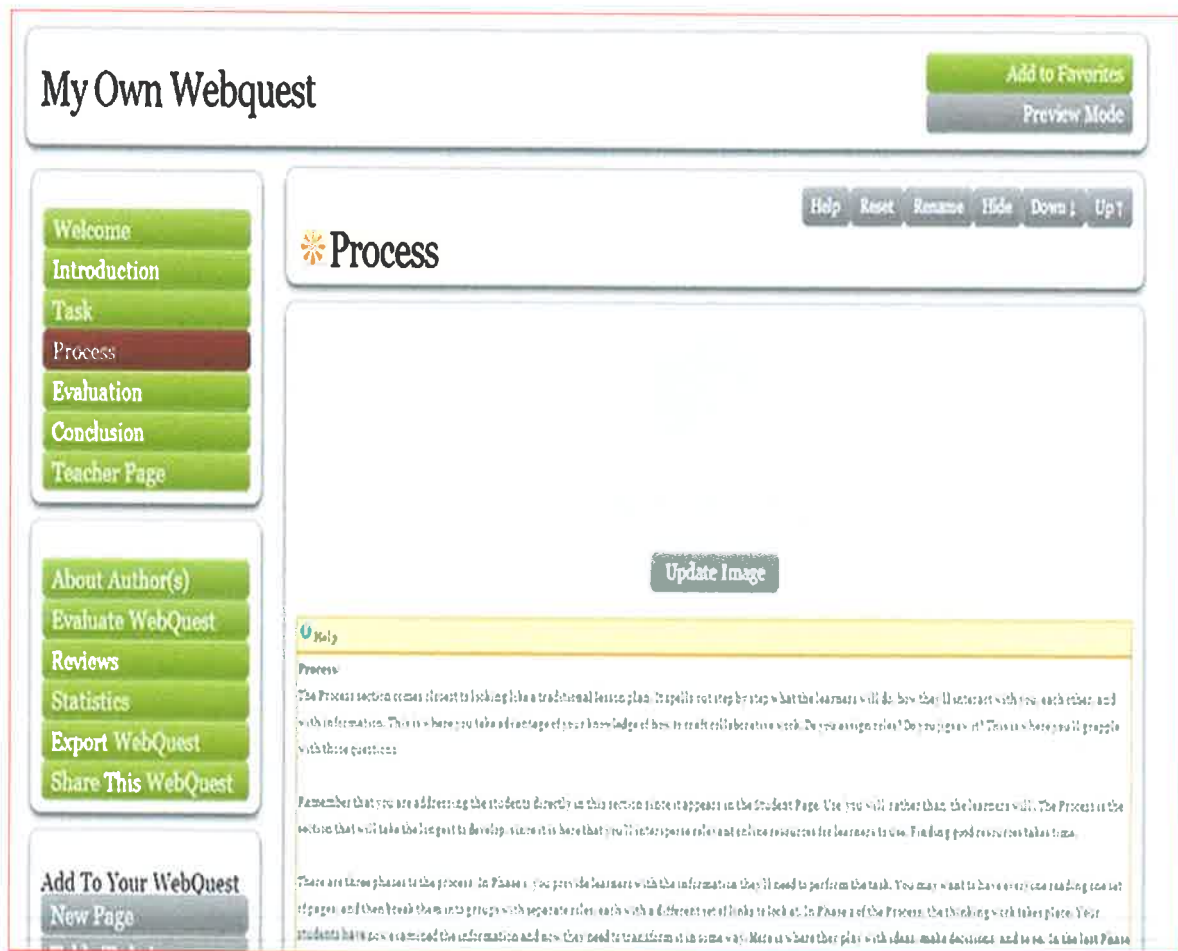 My Own Webquest
Add to Favorites
Preview Mode
Welcome
Introduction
Task
Process
Evaluation
Conclusion
Teacher Page
About Author(s)
Evaluate WebQuest
Reviews
Statistics
Export WebQuest
Share This WebQuest
Add To Your WebQuest
New Page
Help Reset Rename Hide Down ↓ Up ↑
Process
Update Image
Help
Process
The Process section comes closest to looking like a traditional lesson plan. It spells out step by step what the learners will do, how they'll interact with you, each other, and
with information. This is where you take advantage of your knowledge of how to craft collaborative work. Do you assign roles? Do you jigsaw it? This is where you'll grapple
with those questions.
Remember that you are addressing the students directly in this section since it appears in the Student Page. Use you will rather than the learners will. The Process is the
section that will take the longest to develop, since it is here that you'll intersperse relevant online resources for learners to use. Finding good resources takes time.
There are three phases to the process. In Phase 1, you provide learners with the information they'll need to perform the task. You may want to have everyone reading one set
of pages, and then break them into groups with separate roles, each with a different set of links to look at. In Phase 2 of the Process, the thinking work takes place. Your
students have now examined the information and now they need to transform it in some way. Here is where they play with ideas, make decisions, and so on. In the last Phase